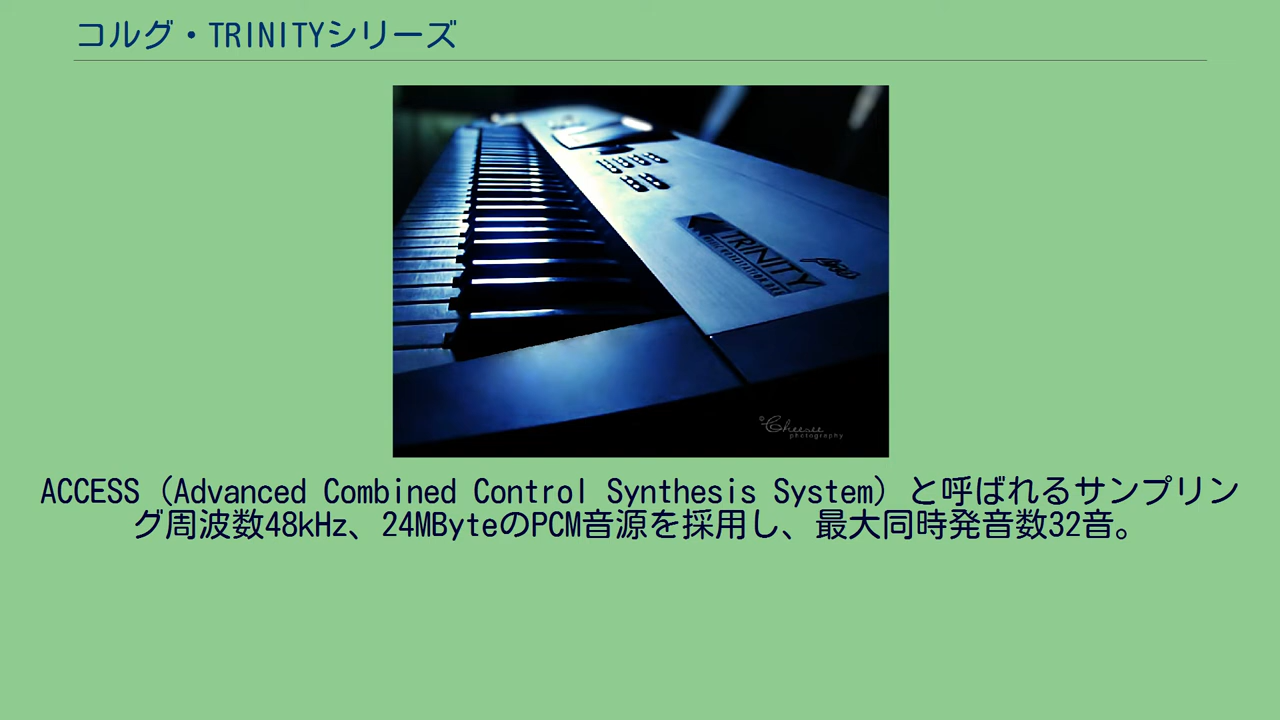 コルグ・TRINITYシリーズ
TRINITY
©Cheesee
photography
ACCESS（Advanced Combined Control Synthesis System）と呼ばれるサンプリン
グ周波数48kHz、24MByteのPCM音源を採用し、最大同時発音数32音。